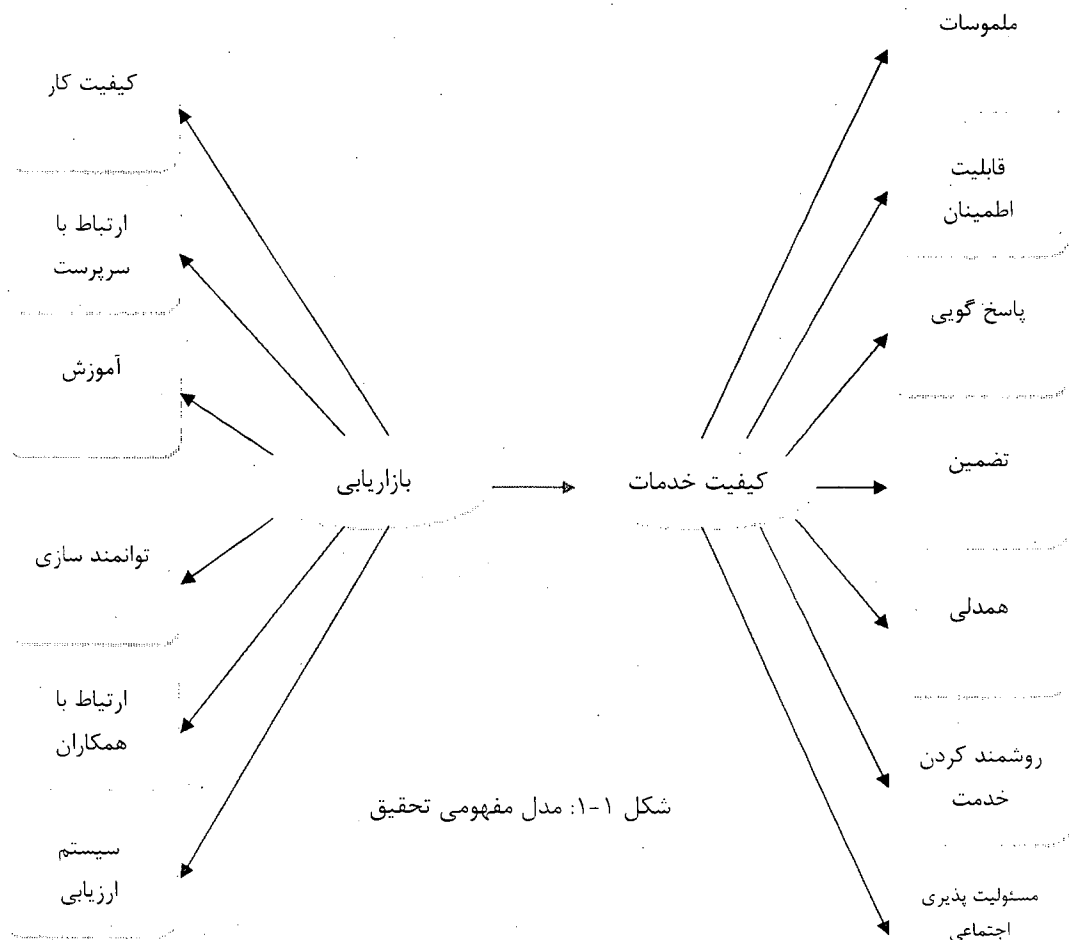 ملموسات
قابلیت
اطمینان
پاسخ گویی
تضمین
همدلی
روشمند کردن
خدمت
مسئولیت پذیری
اجتماعی
کیفیت خدمات
بازاریابی
کیفیت کار
ارتباط با
سرپرست
آموزش
توانمند سازی
ارتباط با
همکاران
سیستم
ارزیابی
شکل ۱-۱: مدل مفهومی تحقیق